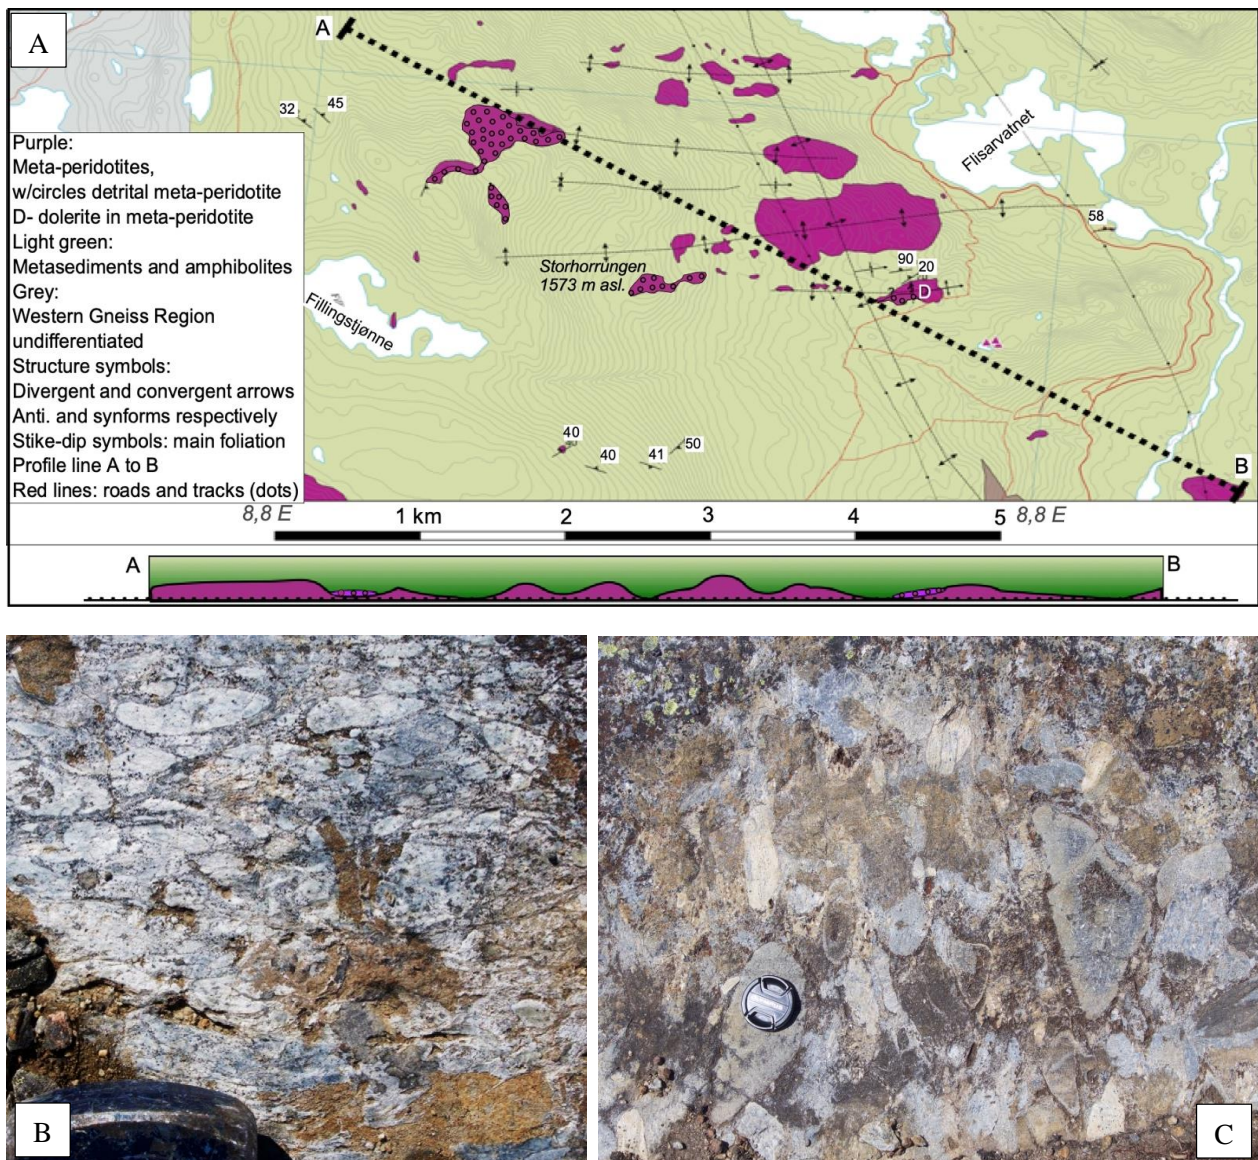 A
A
32
45
Purple:
Meta-peridotites,
w/circles detrital meta-peridotite
D- dolerite in meta-peridotite
Light green:
Metasediments and amphibolites
Grey:
Western Gneiss Region
undifferentiated
Structure symbols:
Divergent and convergent arrows
Anti. and synforms respectively
Stike-dip symbols: main foliation
Profile line A to B
Red lines: roads and tracks (dots)
Flisarvatnet
58
90
20
D
Storhorrungen
1573 m asl.
Fillingstjønne
40
40
41
50
B
8,8 E
1 km
2
3
4
5
8,8 E
A
B
B
C